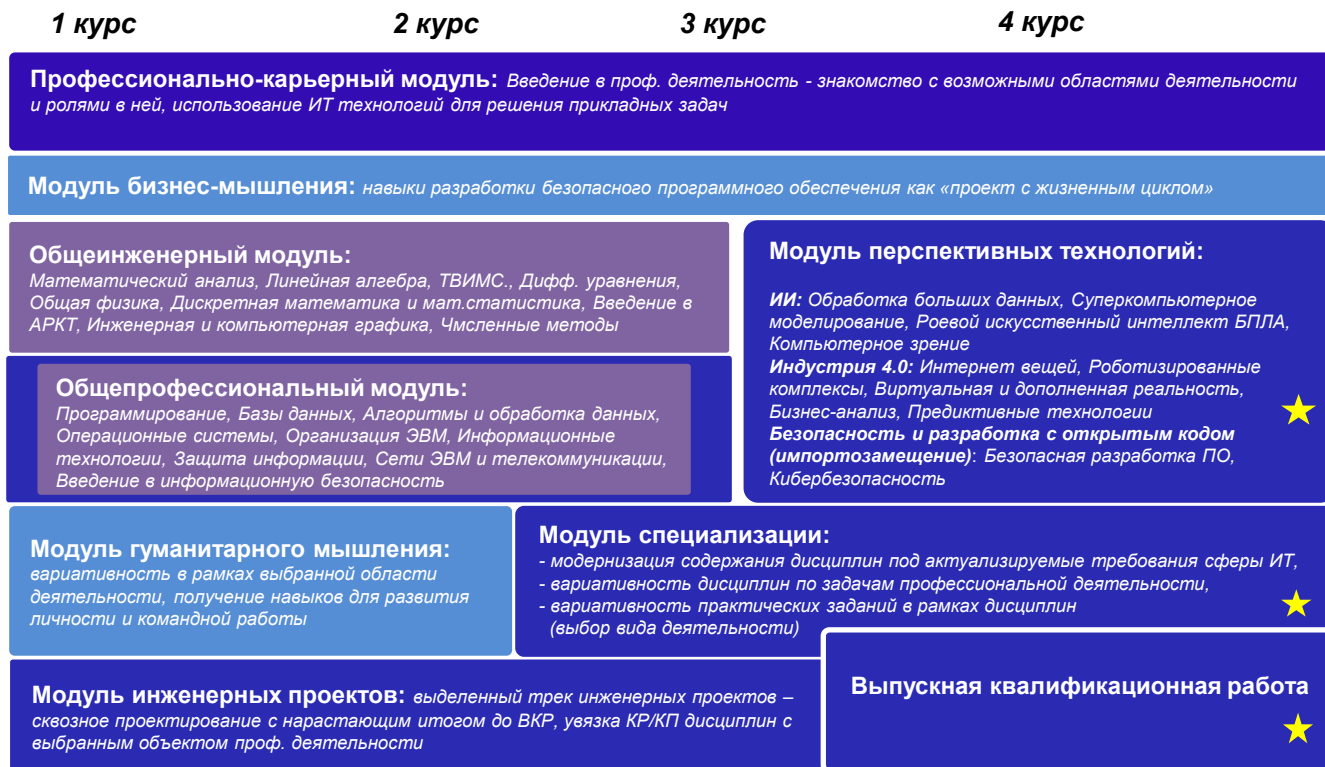 1 курс 2 курс 3 курс 4 курс
Профессионально-карьерный модуль: Введение в проф. деятельность - знакомство с возможными областями деятельности
и ролями в ней, использование ИТ технологий для решения прикладных задач
Модуль бизнес-мышления: навыки разработки безопасного программного обеспечения как «проект с жизненным циклом»
Общеинженерный модуль:
Математический анализ, Линейная алгебра, ТВИМС., Дифф. уравнения,
Общая физика, Дискретная математика и мат.статистика, Введение в
АРКТ, Инженерная и компьютерная графика, Чмсленные методы
Общепрофессиональный модуль:
Программирование, Базы данных, Алгоритмы и обработка данных,
Операционные системы, Организация ЭВМ, Информационные
технологии, Защита информации, Сети ЭВМ и телекоммуникации,
Введение в информационную безопасность
Модуль перспективных технологий:
ИИ: Обработка больших данных, Суперкомпьютерное
моделирование, Роевой искусственный интеллект БПЛА,
Компьютерное зрение
Индустрия 4.0: Интернет вещей, Роботизированные
комплексы, Виртуальная и дополненная реальность,
Бизнес-анализ, Предиктивные технологии
Безопасность и разработка с открытым кодом
(импортозамещение): Безопасная разработка ПО,
Кибербезопасность
Модуль гуманитарного мышления:
вариативность в рамках выбранной области
деятельности, получение навыков для развития
личности и командной работы
Модуль специализации:
- модернизация содержания дисциплин под актуализируемые требования сферы ИТ,
- вариативность дисциплин по задачам профессиональной деятельности,
- вариативность практических заданий в рамках дисциплин
(выбор вида деятельности)
Модуль инженерных проектов: выделенный трек инженерных проектов –
сквозное проектирование с нарастающим итогом до ВКР, увязка КР/КП дисциплин с
выбранным объектом проф. деятельности
Выпускная квалификационная работа